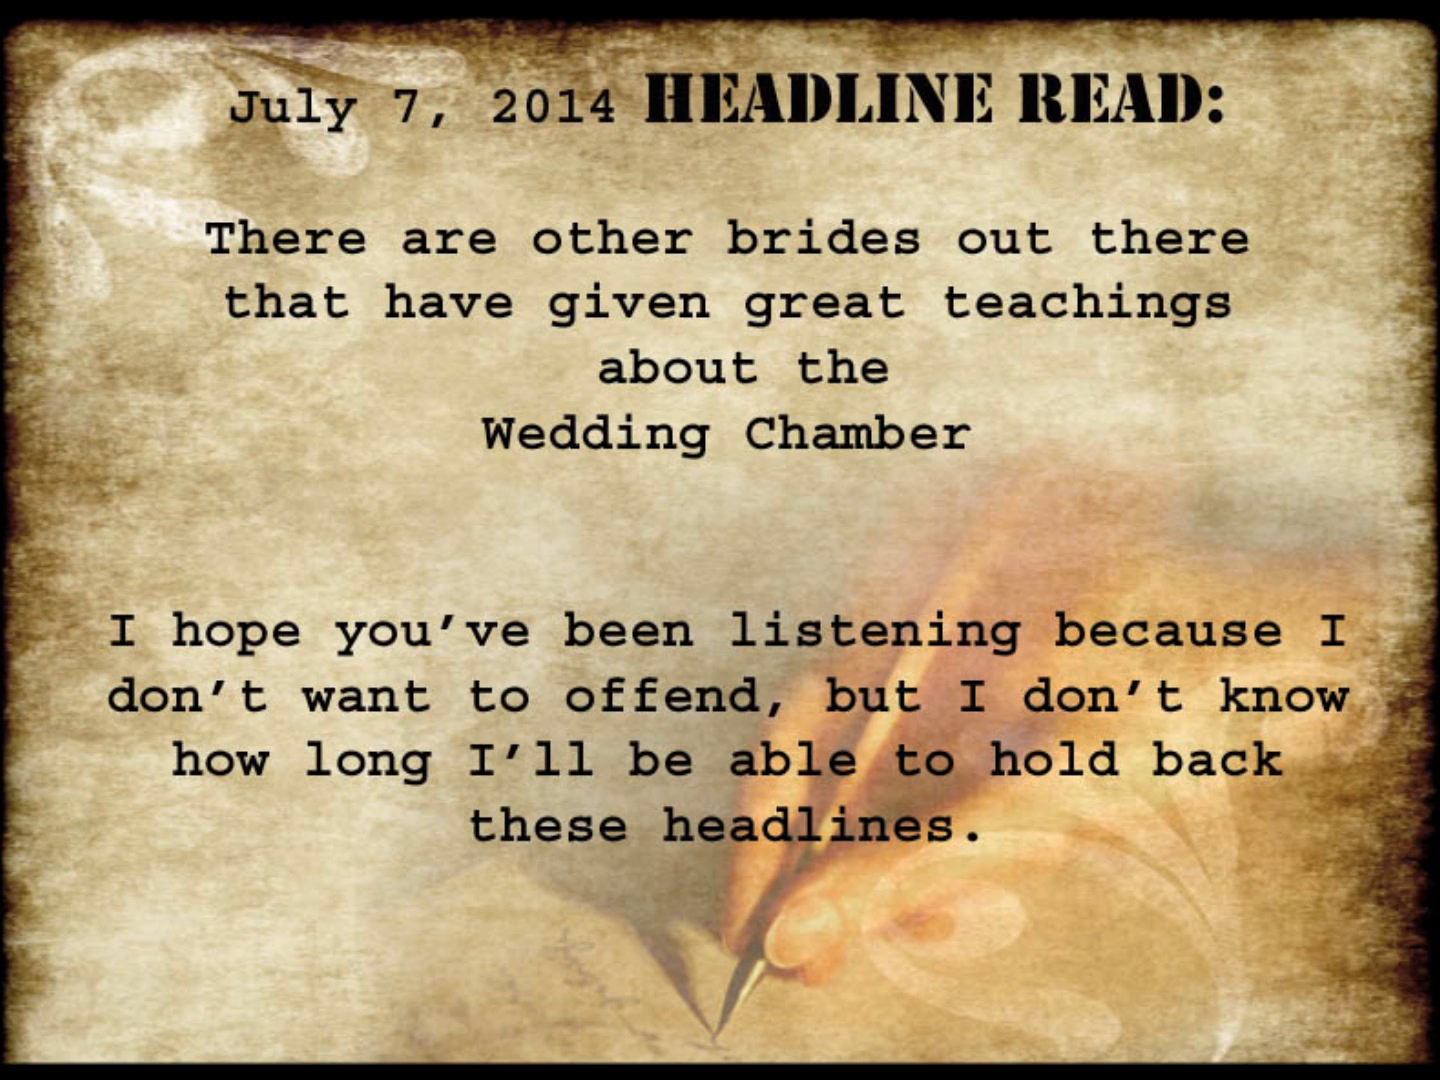 July 7, 2014 HEADLINE READ:
There are other brides out there
that have given great teachings
about the
Wedding Chamber
I hope you’ve been listening because I
don’t want to offend, but I don’t know
how long I’ll be able to hold back
these headlines.